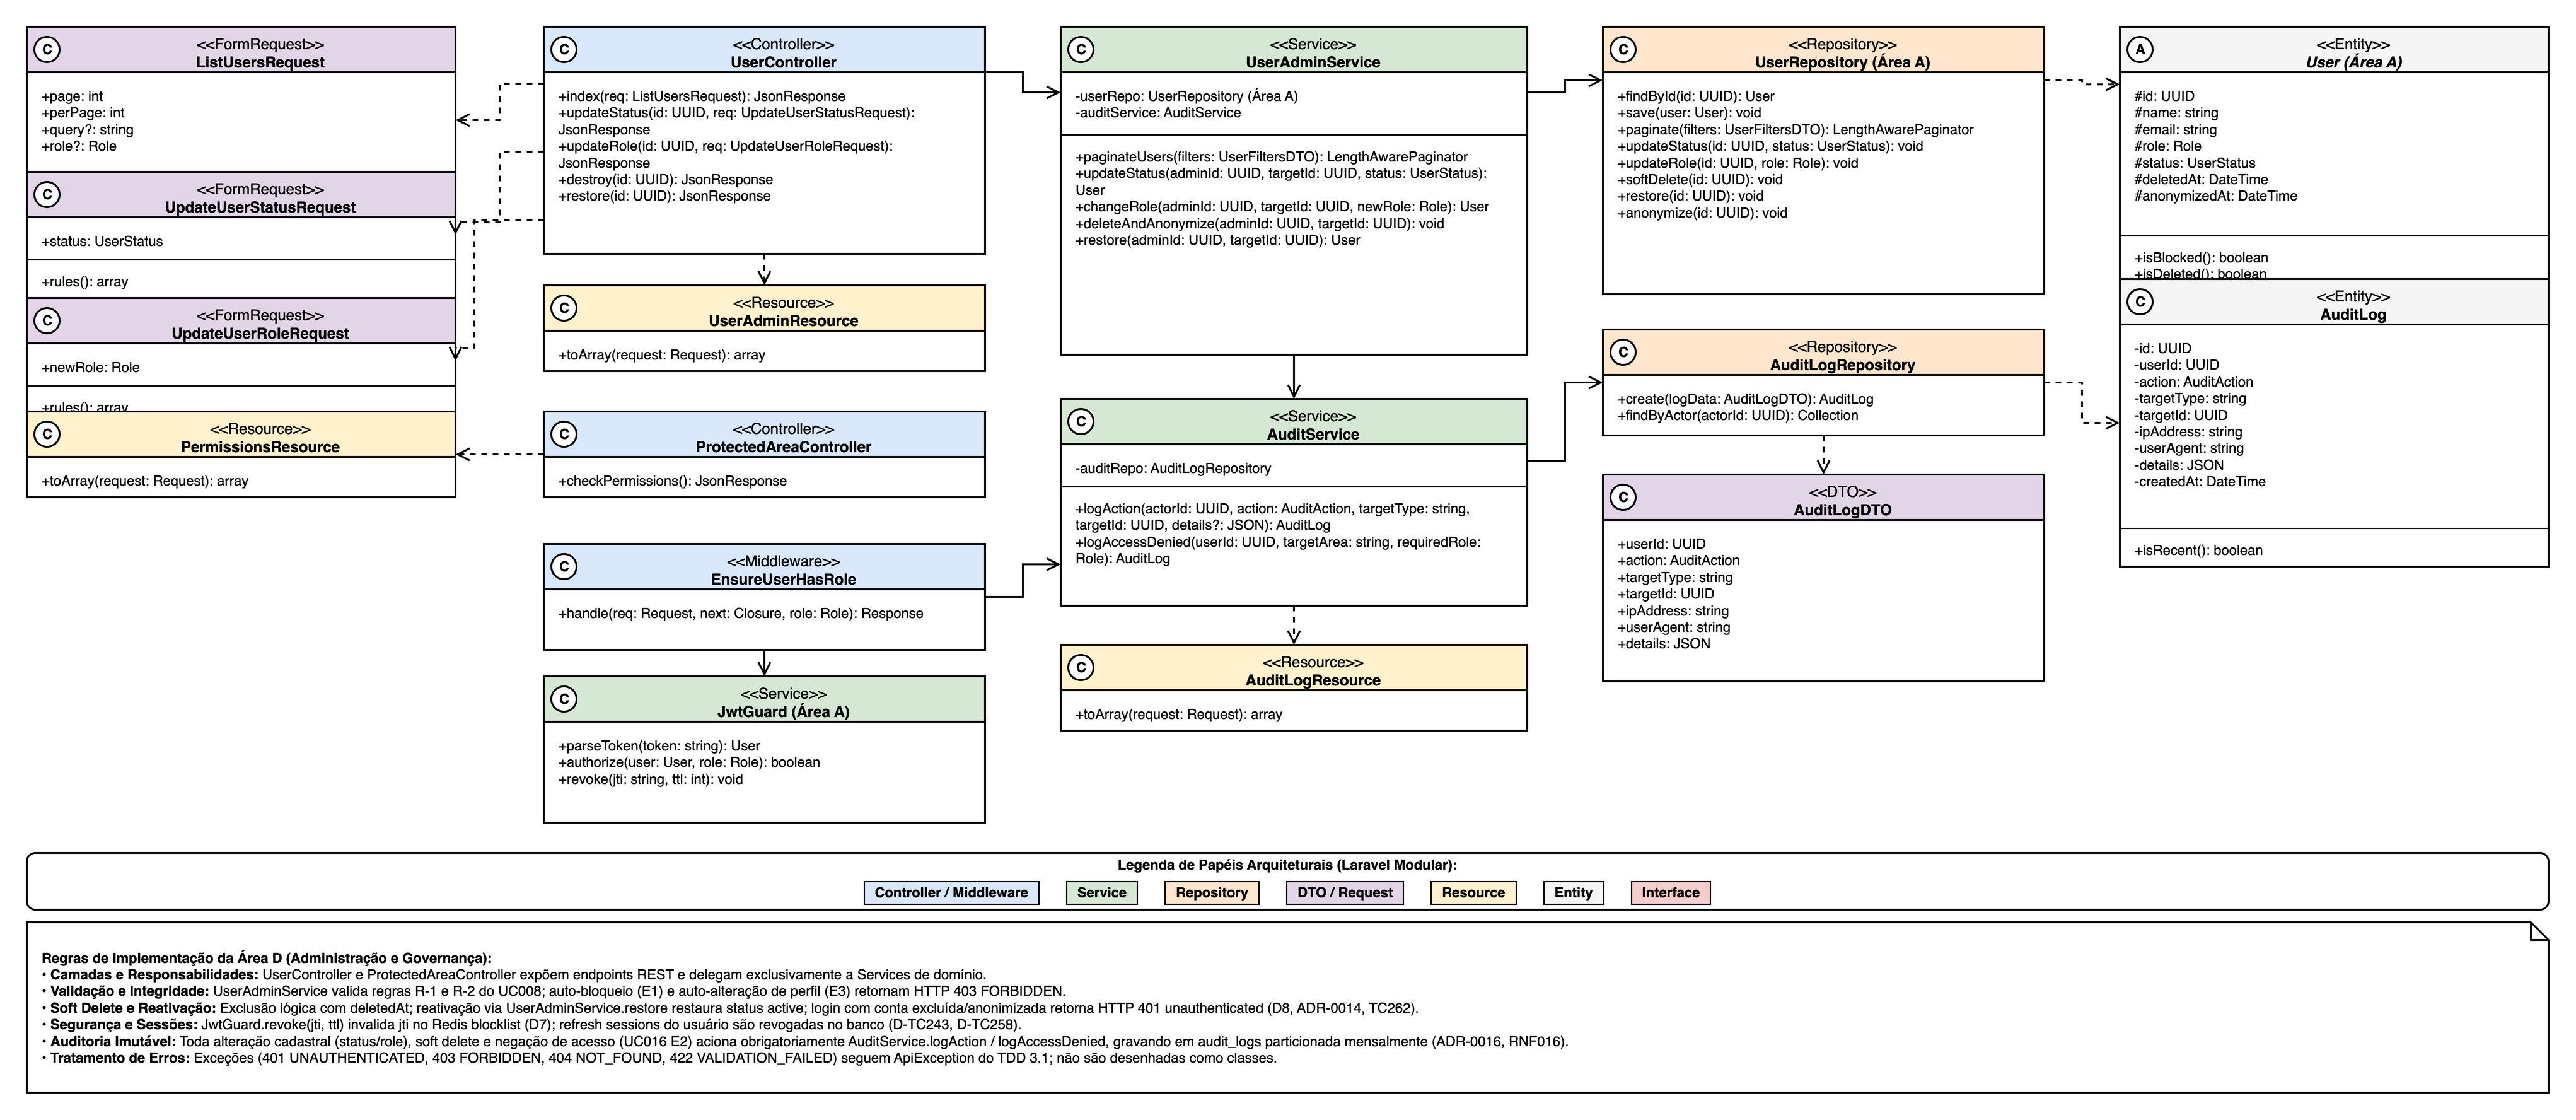 C
<<FormRequest>>
ListUsersRequest
+page: int
+perPage: int
+query?: string
+role?: Role
C
<<FormRequest>>
UpdateUserStatusRequest
+status: UserStatus
+rules(): array
C
<<FormRequest>>
UpdateUserRoleRequest
+newRole: Role
+rules(): array
C
<<Resource>>
PermissionsResource
+toArray(request: Request): array
C
<<Controller>>
UserController
+index(req: ListUsersRequest): JsonResponse
+updateStatus(id: UUID, req: UpdateUserStatusRequest):
JsonResponse
+updateRole(id: UUID, req: UpdateUserRoleRequest):
JsonResponse
+destroy(id: UUID): JsonResponse
+restore(id: UUID): JsonResponse
C
<<Resource>>
UserAdminResource
+toArray(request: Request): array
C
<<Controller>>
ProtectedAreaController
+checkPermissions(): JsonResponse
C
<<Middleware>>
EnsureUserHasRole
+handle(req: Request, next: Closure, role: Role): Response
C
<<Service>>
JwtGuard (Área A)
+parseToken(token: string): User
+authorize(user: User, role: Role): boolean
+revoke(jti: string, ttl: int): void
C
<<Service>>
UserAdminService
-userRepo: UserRepository (Área A)
-auditService: AuditService
+paginateUsers(filters: UserFiltersDTO): LengthAwarePaginator
+updateStatus(adminId: UUID, targetId: UUID, status: UserStatus):
User
+changeRole(adminId: UUID, targetId: UUID, newRole: Role): User
+deleteAndAnonymize(adminId: UUID, targetId: UUID): void
+restore(adminId: UUID, targetId: UUID): User
C
<<Service>>
AuditService
-auditRepo: AuditLogRepository
+logAction(actorId: UUID, action: AuditAction, targetType: string,
targetId: UUID, details?: JSON): AuditLog
+logAccessDenied(userId: UUID, targetArea: string, requiredRole:
Role): AuditLog
C
<<Resource>>
AuditLogResource
+toArray(request: Request): array
C
<<Repository>>
UserRepository (Área A)
+findById(id: UUID): User
+save(user: User): void
+paginate(filters: UserFiltersDTO): LengthAwarePaginator
+updateStatus(id: UUID, status: UserStatus): void
+updateRole(id: UUID, role: Role): void
+softDelete(id: UUID): void
+restore(id: UUID): void
+anonymize(id: UUID): void
C
<<Repository>>
AuditLogRepository
+create(logData: AuditLogDTO): AuditLog
+findByActor(actorId: UUID): Collection
C
<<DTO>>
AuditLogDTO
+userId: UUID
+action: AuditAction
+targetType: string
+targetId: UUID
+ipAddress: string
+userAgent: string
+details: JSON
A
<<Entity>>
User (Área A)
#id: UUID
#name: string
#email: string
#role: Role
#status: UserStatus
#deletedAt: DateTime
#anonymizedAt: DateTime
+isBlocked(): boolean
+isDeleted(): boolean
C
<<Entity>>
AuditLog
-id: UUID
-userId: UUID
-action: AuditAction
-targetType: string
-targetId: UUID
-ipAddress: string
-userAgent: string
-details: JSON
-createdAt: DateTime
+isRecent(): boolean
Legenda de Papéis Arquiteturais (Laravel Modular):
Controller / Middleware
Service
Repository
DTO / Request
Resource
Entity
Interface
Regras de Implementação da Área D (Administração e Governança):
• Camadas e Responsabilidades: UserController e ProtectedAreaController expõem endpoints REST e delegam exclusivamente a Services de domínio.
• Validação e Integridade: UserAdminService valida regras R-1 e R-2 do UC008; auto-bloqueio (E1) e auto-alteração de perfil (E3) retornam HTTP 403 FORBIDDEN.
• Soft Delete e Reativação: Exclusão lógica com deletedAt; reativação via UserAdminService.restore restaura status active; login com conta excluída/anonimizada retorna HTTP 401 unauthenticated (D8, ADR-0014, TC262).
• Segurança e Sessões: JwtGuard.revoke(jti, ttl) invalida jti no Redis blocklist (D7); refresh sessions do usuário são revogadas no banco (D-TC243, D-TC258).
• Auditoria Imutável: Toda alteração cadastral (status/role), soft delete e negação de acesso (UC016 E2) aciona obrigatoriamente AuditService.logAction / logAccessDenied, gravando em audit_logs particionada mensalmente (ADR-0016, RNF016).
• Tratamento de Erros: Exceções (401 UNAUTHENTICATED, 403 FORBIDDEN, 404 NOT_FOUND, 422 VALIDATION_FAILED) seguem ApiException do TDD 3.1; não são desenhadas como classes.